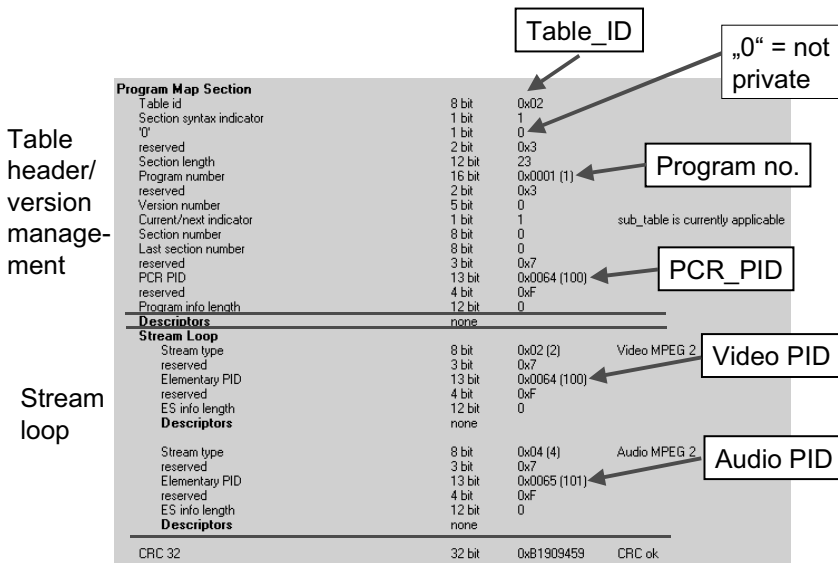 Table_ID
„0“ = not
private
Program Map Section
Table id 8 bit 0x02
Section syntax indicator 1 bit 1
'0' 1 bit 0
reserved 2 bit 0x3
Section length 12 bit 23
Program number 16 bit 0x0001 (1)
reserved 2 bit 0x3
Version number 5 bit 0
Current/next indicator 1 bit 1 sub_table is currently applicable
Section number 8 bit 0
Last section number 8 bit 0
reserved 3 bit 0x7
PCR PID 13 bit 0x0064 (100)
reserved 4 bit 0xF
Program info length 12 bit 0
Descriptors none
Table
header/
version
manage-
ment
Program no.
PCR_PID
Stream Loop
Stream type 8 bit 0x02 (2) Video MPEG 2
reserved 3 bit 0x7
Elementary PID 13 bit 0x0064 (100)
reserved 4 bit 0xF
ES info length 12 bit 0
Descriptors none
Video PID
Stream
loop
Stream type 8 bit 0x04 (4) Audio MPEG 2
reserved 3 bit 0x7
Elementary PID 13 bit 0x0065 (101)
reserved 4 bit 0xF
ES info length 12 bit 0
Descriptors none
Audio PID
CRC 32 32 bit 0xB1909459 CRC ok